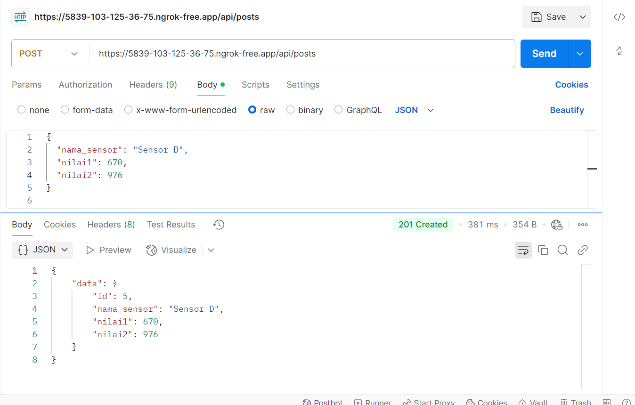 HTTP https://5839-103-125-36-75.ngrok-free.app/api/posts Save
POST https://5839-103-125-36-75.ngrok-free.app/api/posts Send
Params Authorization Headers (9) Body Scripts Settings Cookies
none form-data x-www-form-urlencoded raw binary GraphQL JSON Beautify
1 {
2 "nama_sensor": "Sensor D",
3 "nilai1": 670,
4 "nilai2": 976
5 }
6
Body Cookies Headers (8) Test Results 201 Created 381 ms 354 B
{} JSON Preview Visualize
1 {
2 "data": {
3 "id": 5,
4 "nama_sensor": "Sensor D",
5 "nilai1": 670,
6 "nilai2": 976
7 }
8 }
Postbot Runner Start Proxy Cookies Vault Trash